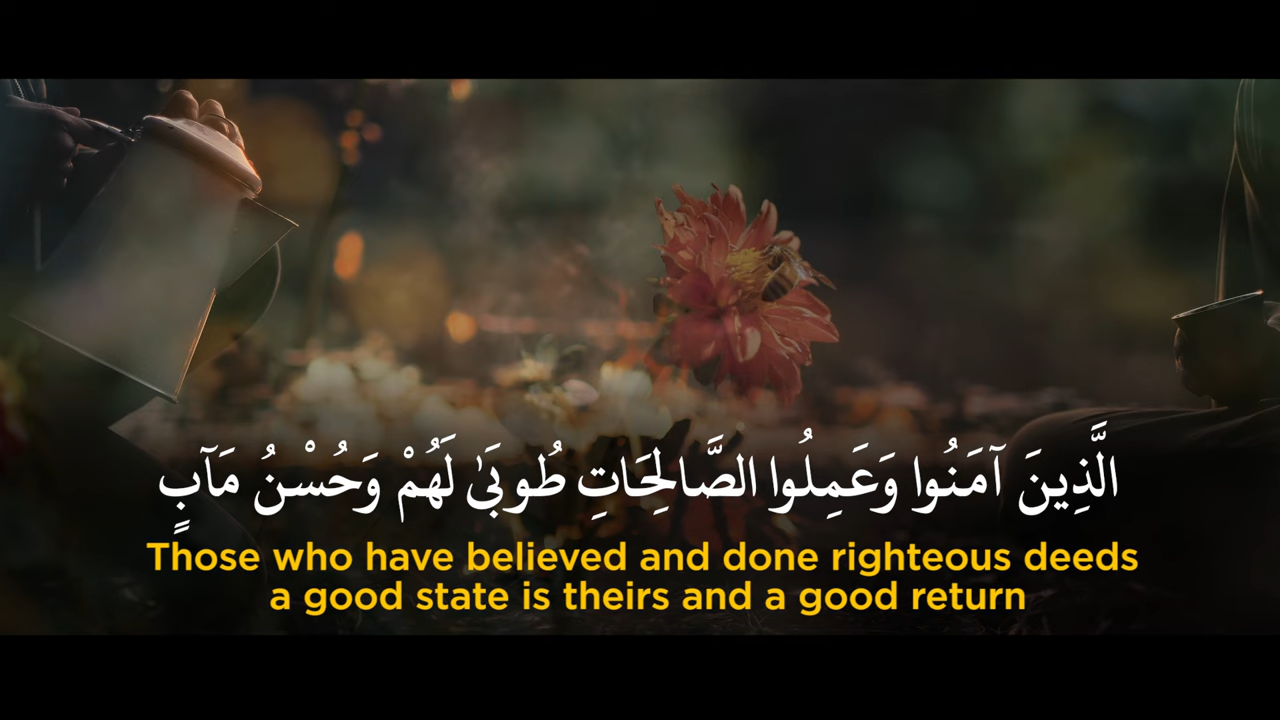 الَّذِينَ آمَنُوا وَعَمِلُوا الصَّالِحَاتِ طُوبَىٰ لَهُمْ وَحُسْنُ مَآبٍ
Those who have believed and done righteous deeds
a good state is theirs and a good return